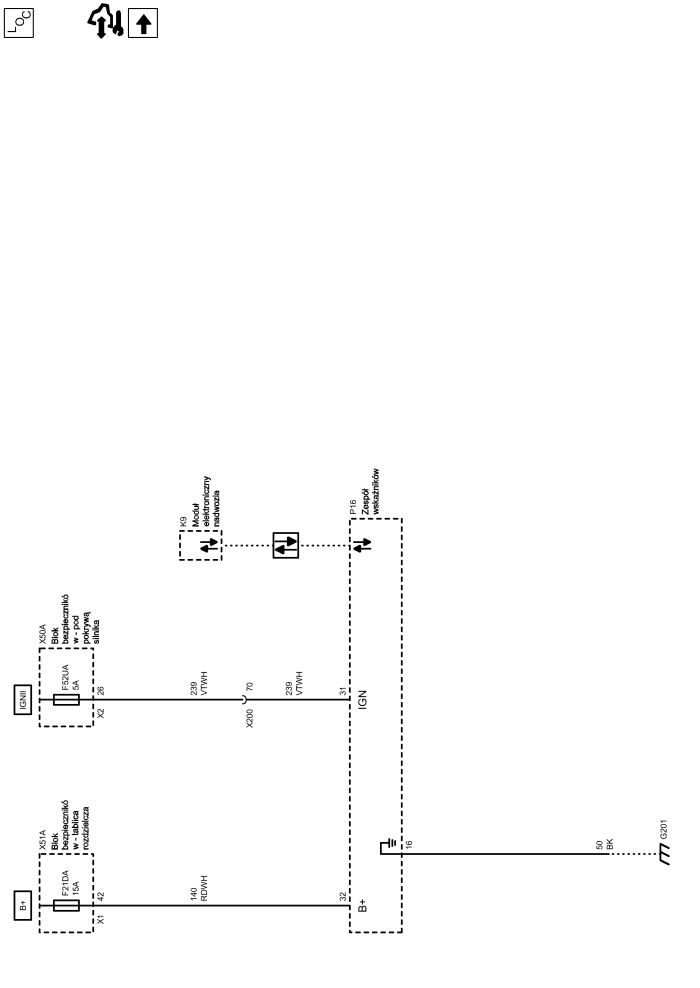 LOC
B+
X51A
Blok
bezpiecznikó
w - tablica
rozdzielcza
F21DA
15A
X1
42
140
RDWH
32
B+
IGNII
X50A
Blok
bezpiecznikó
w - pod
pokrywą
silnika
F52UA
5A
X2
26
239
VTWH
X200
70
239
VTWH
31
IGN
K9
Moduł
elektroniczny
nadwozia
P16
Zespół
wskaźników
16
50
BK
G201